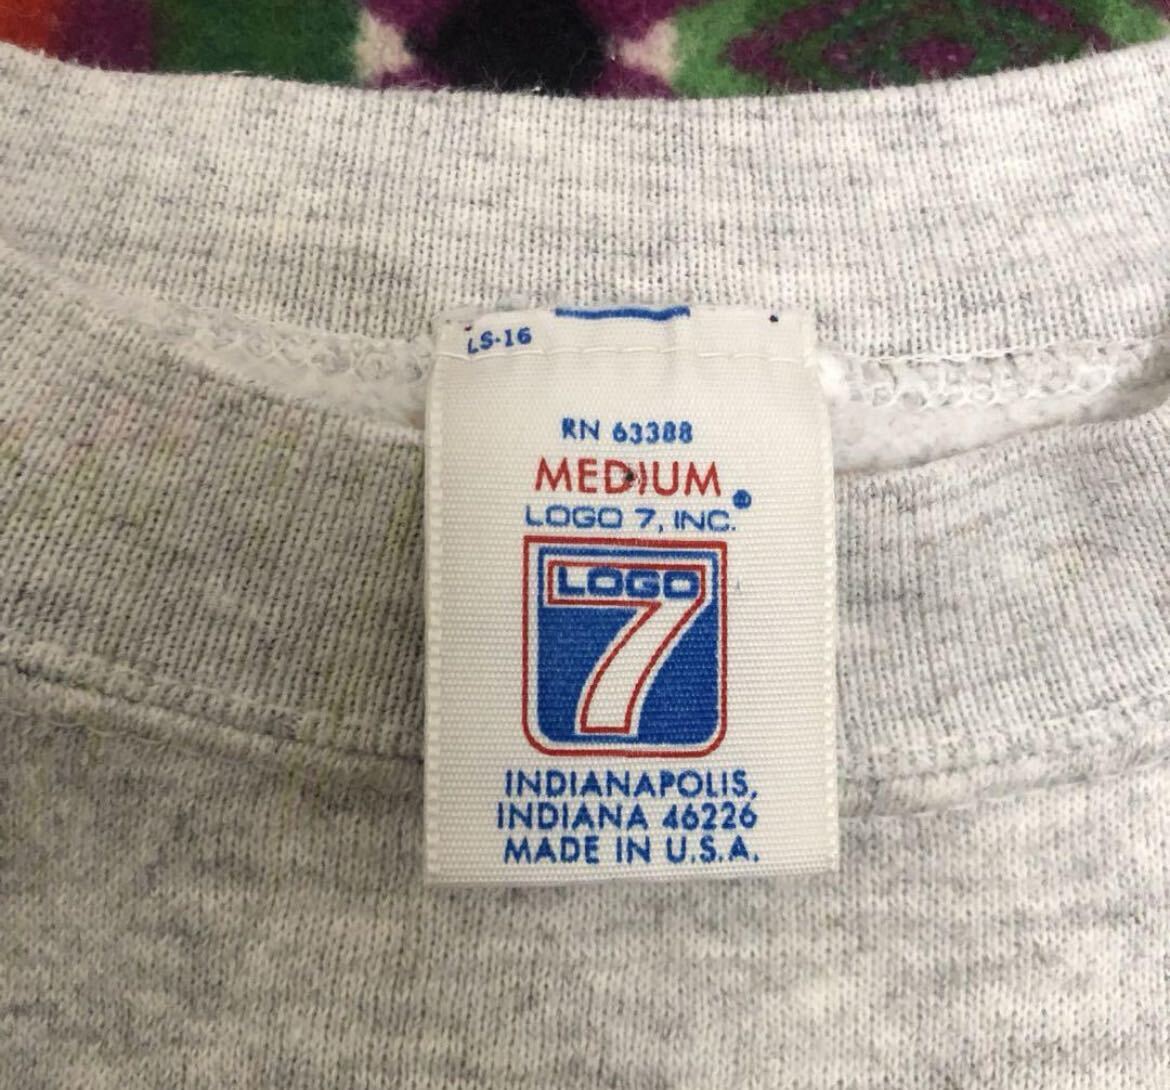 LS-16
RN 63388
MEDIUM
LOGO 7, INC.®
LOGO
7
INDIANAPOLIS,
INDIANA 46226
MADE IN U.S.A.